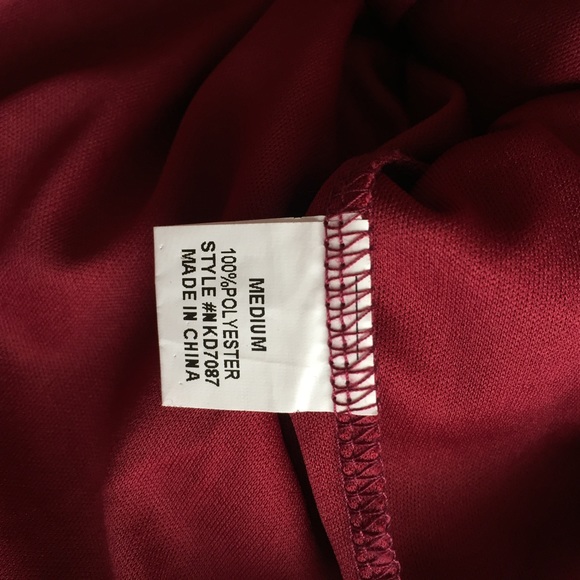 MEDIUM
100%POLYESTER
STYLE #NKD7087
MADE IN CHINA